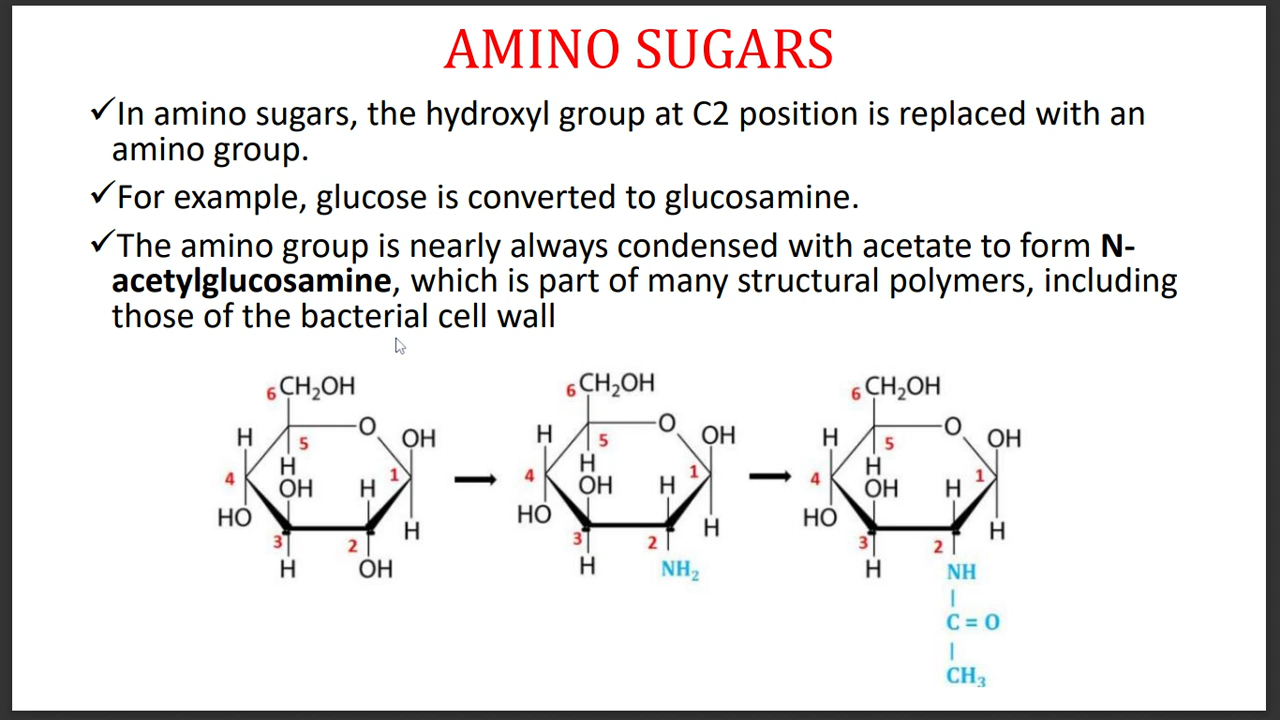 AMINO SUGARS
✓In amino sugars, the hydroxyl group at C2 position is replaced with an
amino group.
✓For example, glucose is converted to glucosamine.
✓The amino group is nearly always condensed with acetate to form N-
acetylglucosamine, which is part of many structural polymers, including
those of the bacterial cell wall
6 CH₂OH
H 5 O OH
4 H 1
OH H
HO H
3 2
H OH
6 CH₂OH
H 5 O OH
4 H 1
OH H
HO H
3 2
H NH₂
6 CH₂OH
H 5 O OH
4 H 1
OH H
HO H
3 2
H NH
C = O
CH₃